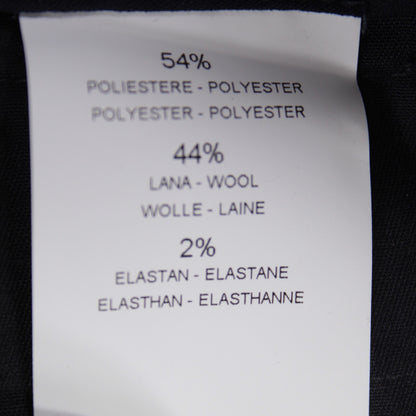 54%
POLIESTERE - POLYESTER
POLYESTER - POLYESTER
44%
LANA - WOOL
WOLLE - LAINE
2%
ELASTAN - ELASTANE
ELASTHAN - ELASTHANNE